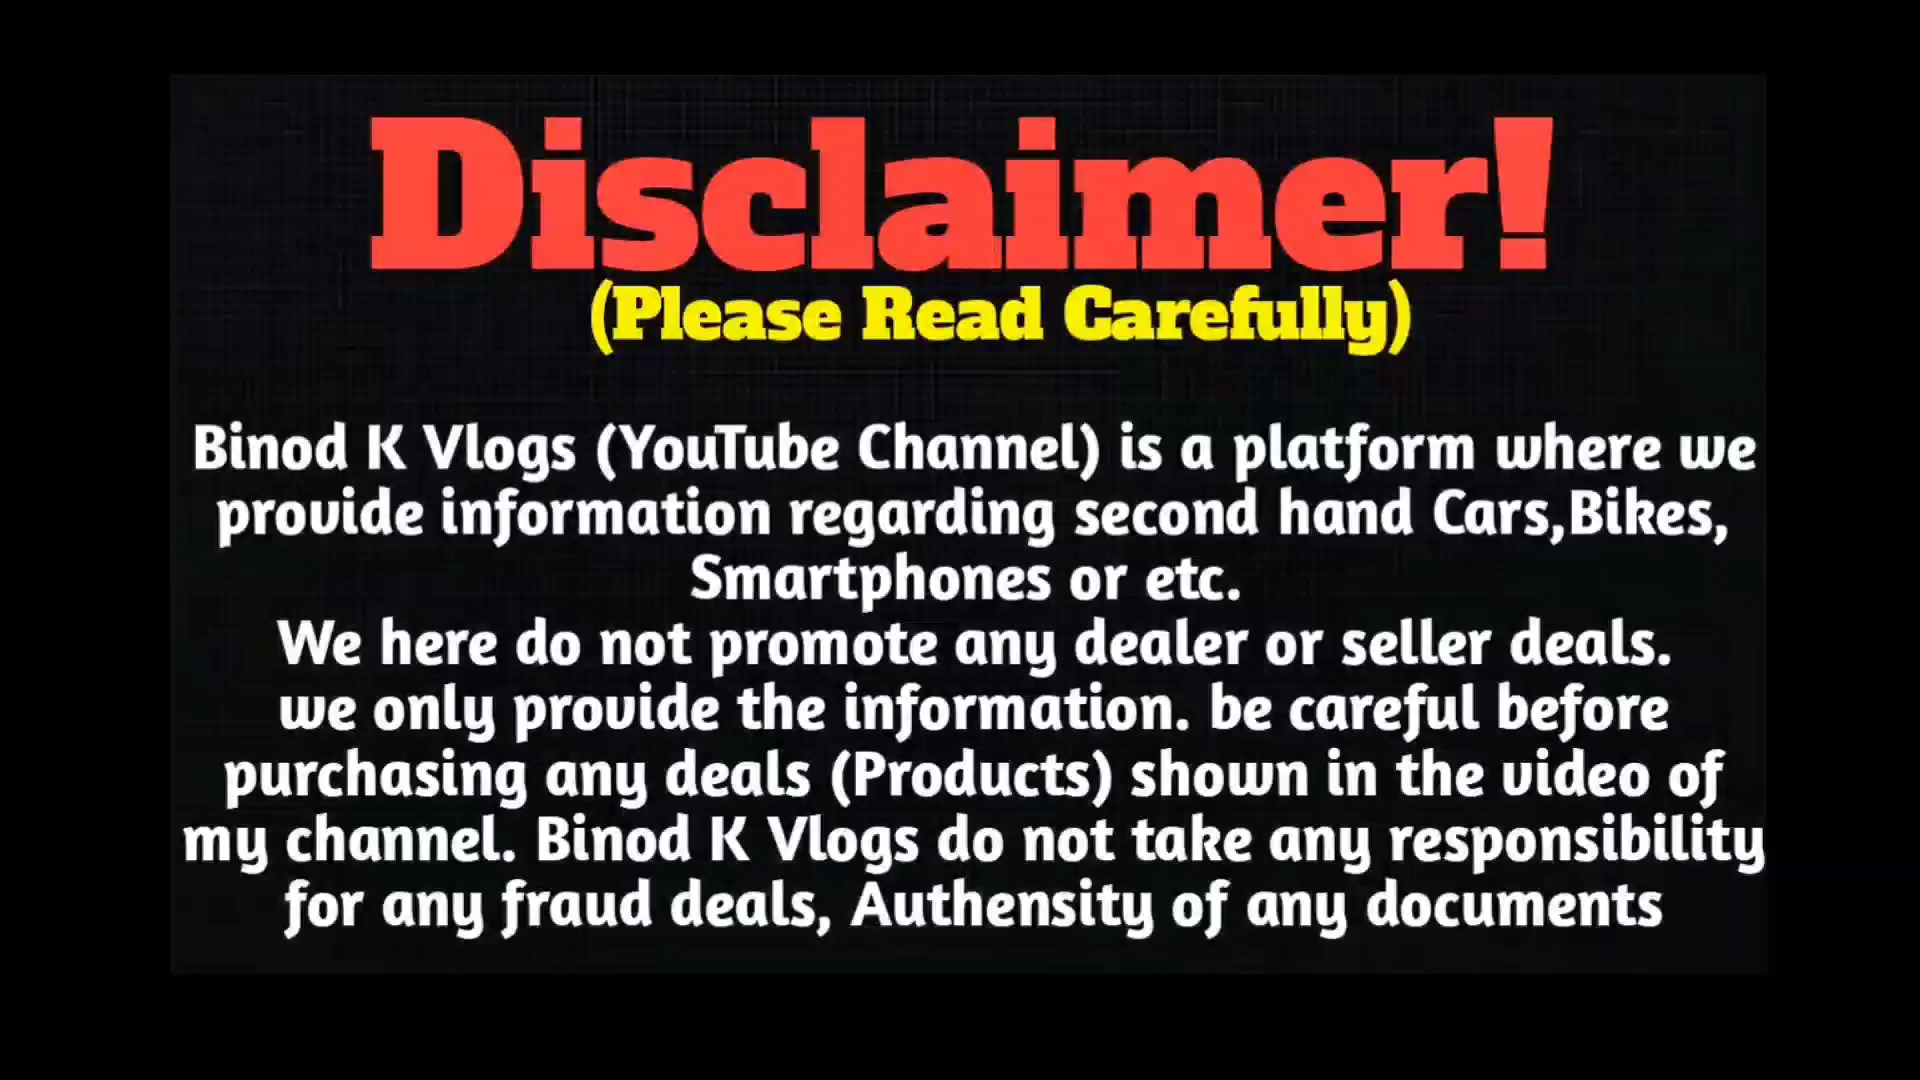 Disclaimer!
(Please Read Carefully)
Binod K Vlogs (YouTube Channel) is a platform where we
provide information regarding second hand Cars,Bikes,
Smartphones or etc.
We here do not promote any dealer or seller deals.
we only provide the information. be careful before
purchasing any deals (Products) shown in the video of
my channel. Binod K Vlogs do not take any responsibility
for any fraud deals, Authensity of any documents